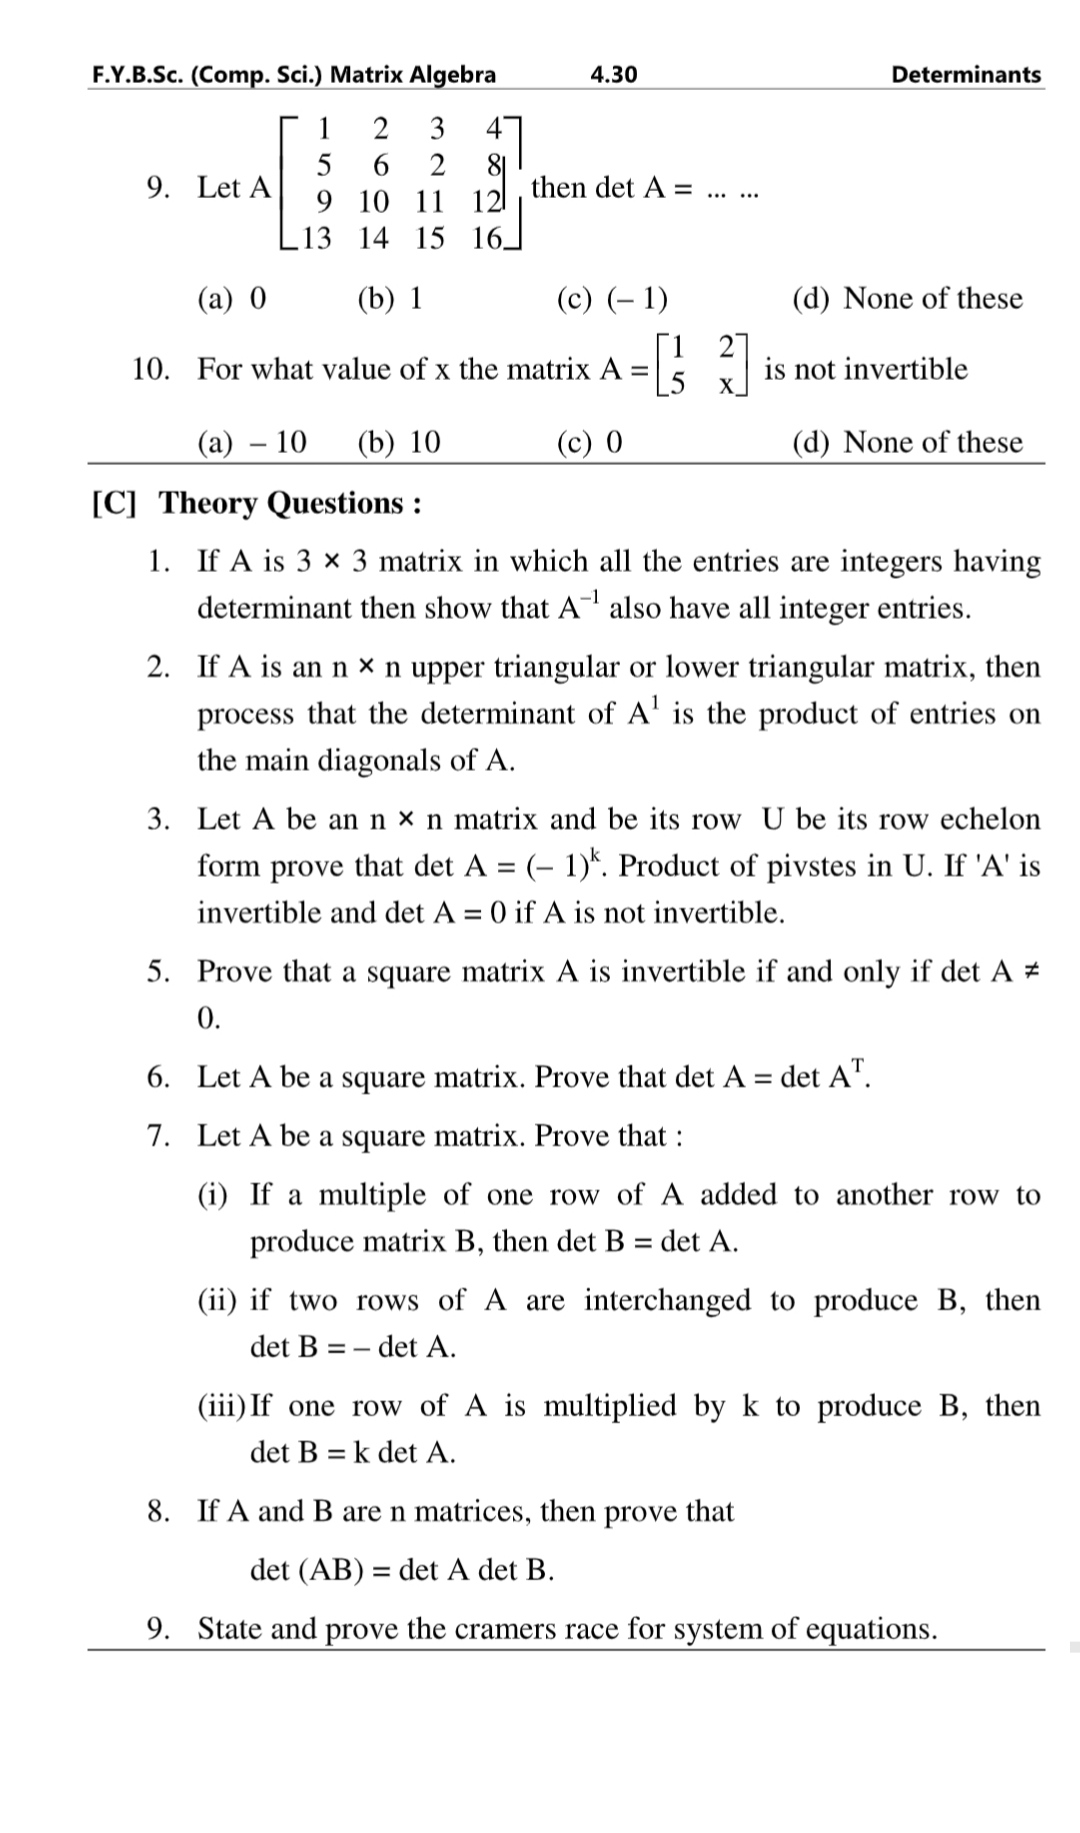 F.Y.B.Sc. (Comp. Sci.) Matrix Algebra 4.30 Determinants
1 2 3 4
5 6 2 8
9. Let A [ ] , then det A = ... ...
9 10 11 12
13 14 15 16
(a) 0 (b) 1 (c) (– 1) (d) None of these
10. For what value of x the matrix A = [1 2; 5 x] is not invertible
(a) – 10 (b) 10 (c) 0 (d) None of these
[C] Theory Questions :
1. If A is 3 × 3 matrix in which all the entries are integers having
determinant then show that A⁻¹ also have all integer entries.
2. If A is an n × n upper triangular or lower triangular matrix, then
process that the determinant of A¹ is the product of entries on
the main diagonals of A.
3. Let A be an n × n matrix and be its row U be its row echelon
form prove that det A = (– 1)ᵏ. Product of pivstes in U. If 'A' is
invertible and det A = 0 if A is not invertible.
5. Prove that a square matrix A is invertible if and only if det A ≠
0.
6. Let A be a square matrix. Prove that det A = det Aᵀ.
7. Let A be a square matrix. Prove that :
(i) If a multiple of one row of A added to another row to
produce matrix B, then det B = det A.
(ii) if two rows of A are interchanged to produce B, then
det B = – det A.
(iii) If one row of A is multiplied by k to produce B, then
det B = k det A.
8. If A and B are n matrices, then prove that
det (AB) = det A det B.
9. State and prove the cramers race for system of equations.